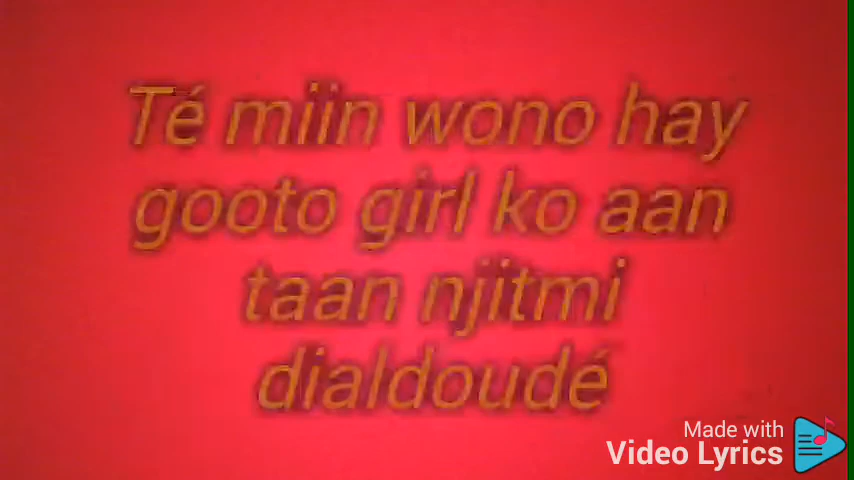 Té miin wono hay
gooto girl ko aan
taan njitmi
dialdoudé
Made with
Video Lyrics